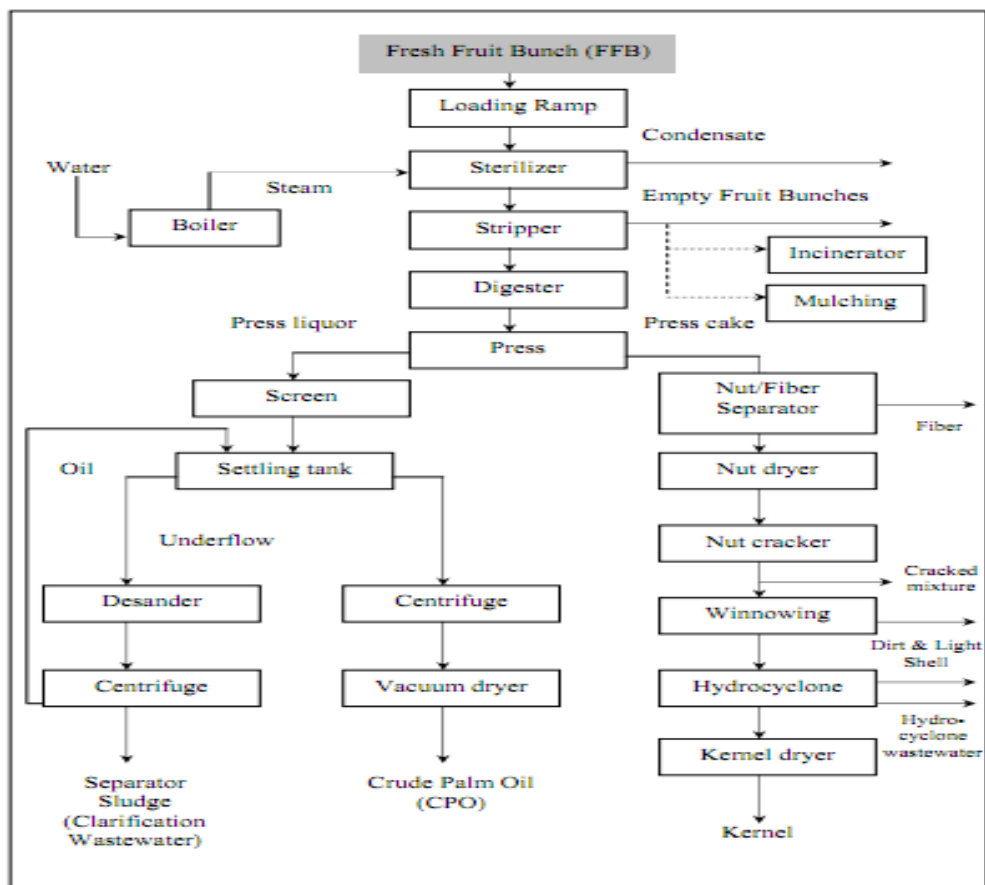 Fresh Fruit Bunch (FFB)
Loading Ramp
Condensate
Water
Steam
Sterilizer
Empty Fruit Bunches
Boiler
Stripper
Incinerator
Digester
Mulching
Press liquor
Press cake
Press
Screen
Nut/Fiber
Separator
Fiber
Oil
Settling tank
Nut dryer
Underflow
Nut cracker
Cracked
mixture
Desander
Centrifuge
Winnowing
Dirt & Light
Shell
Centrifuge
Vacuum dryer
Hydrocyclone
Hydro-
cyclone
wastewater
Kernel dryer
Separator
Sludge
(Clarification
Wastewater)
Crude Palm Oil
(CPO)
Kernel